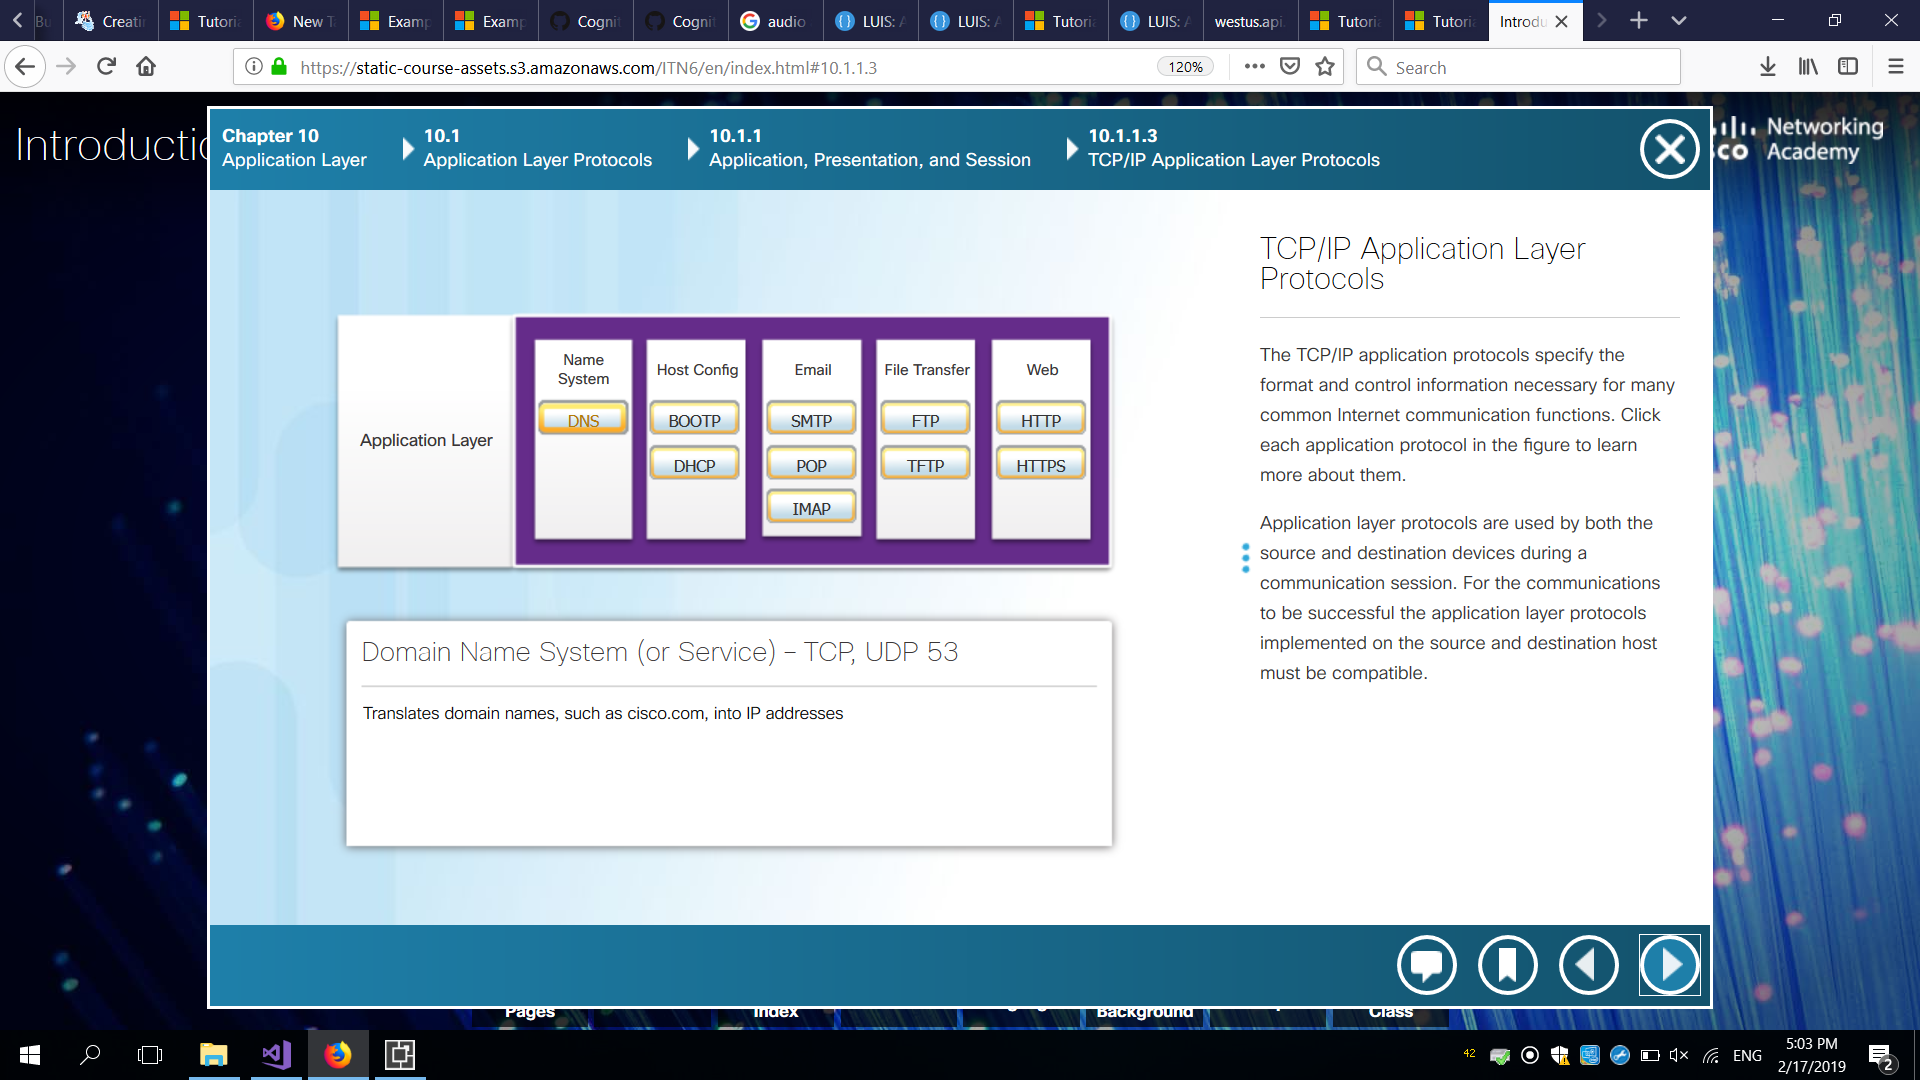 Creati
Tutoria
New T
Examp
Examp
Cognit
Cognit
audio
LUIS: A
LUIS: A
Tutoria
LUIS: A
westus.api.
Tutoria
Tutoria
Introdu
https://static-course-assets.s3.amazonaws.com/ITN6/en/index.html#10.1.1.3
120%
Search
Introductio
Chapter 10
Application Layer
10.1
Application Layer Protocols
10.1.1
Application, Presentation, and Session
10.1.1.3
TCP/IP Application Layer Protocols
Networking
Academy
sco
Application Layer
Name
System
DNS
Host Config
BOOTP
DHCP
Email
SMTP
POP
IMAP
File Transfer
FTP
TFTP
Web
HTTP
HTTPS
Domain Name System (or Service) – TCP, UDP 53
Translates domain names, such as cisco.com, into IP addresses
TCP/IP Application Layer
Protocols
The TCP/IP application protocols specify the
format and control information necessary for many
common Internet communication functions. Click
each application protocol in the figure to learn
more about them.
Application layer protocols are used by both the
source and destination devices during a
communication session. For the communications
to be successful the application layer protocols
implemented on the source and destination host
must be compatible.
Pages
Index
Background
Class
42
ENG
5:03 PM
2/17/2019
2